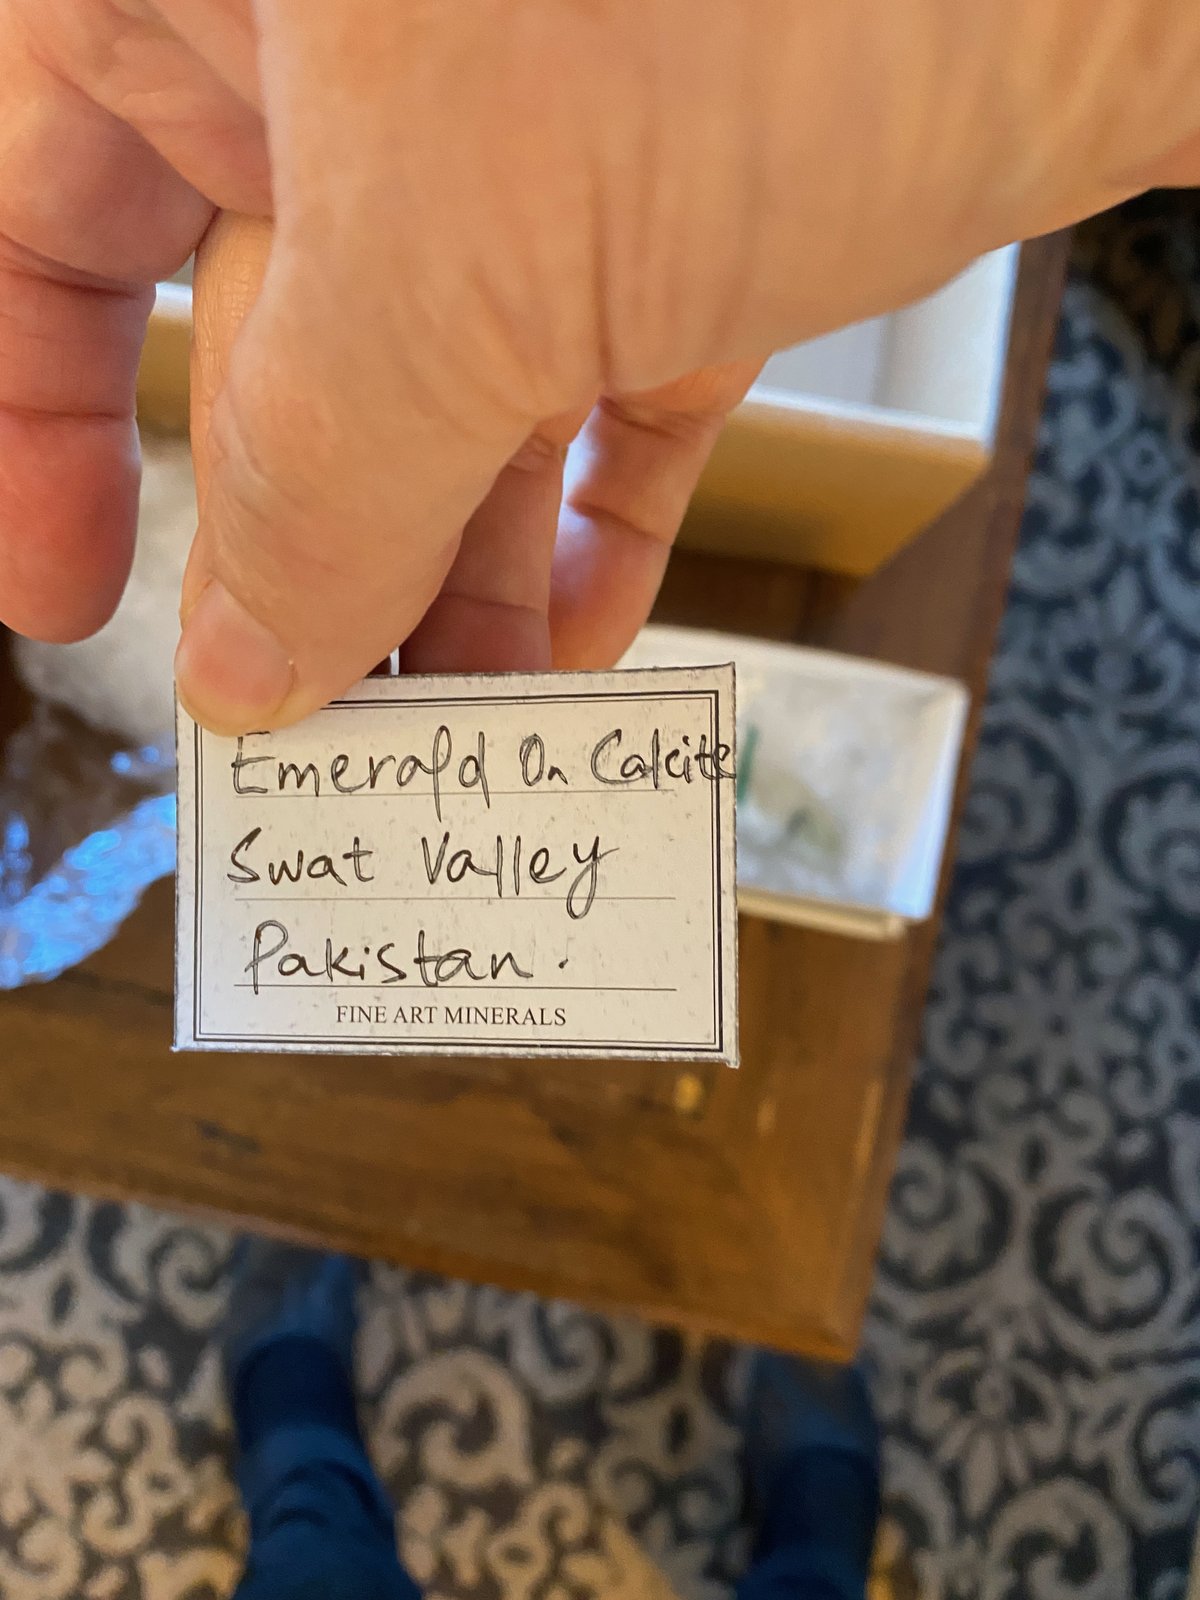 Emerald On Calcite
Swat Valley
Pakistan.
FINE ART MINERALS